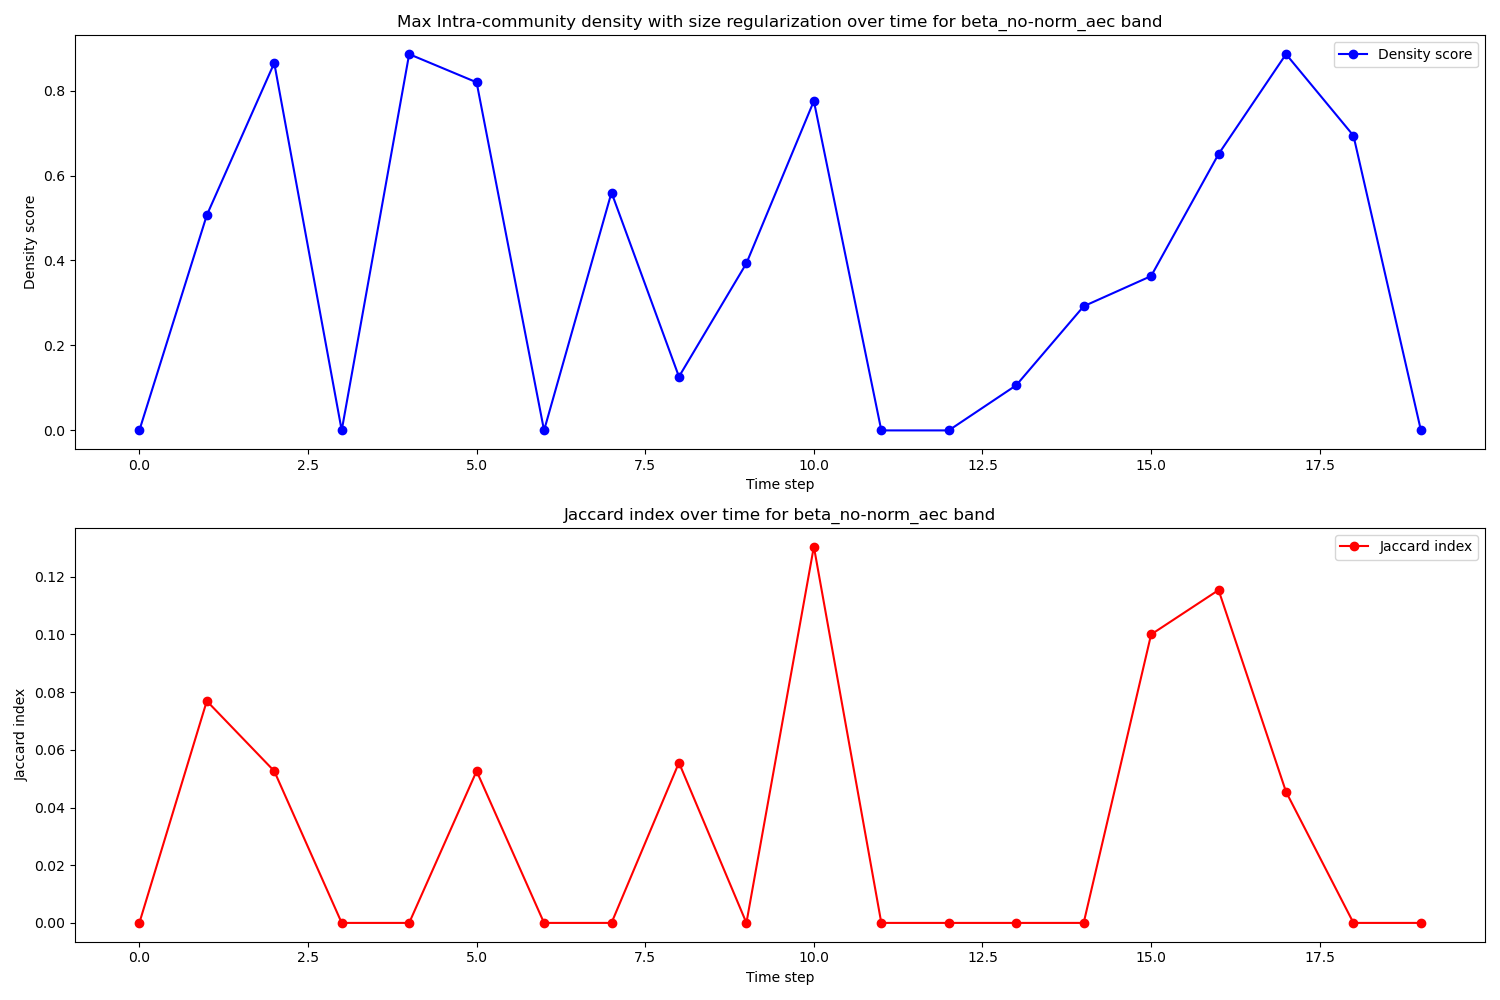 Max Intra-community density with size regularization over time for beta_no-norm_aec band
Density score
Density score
0.8
0.6
0.4
0.2
0.0
0.0 2.5 5.0 7.5 10.0 12.5 15.0 17.5
Time step
Jaccard index over time for beta_no-norm_aec band
Jaccard index
Jaccard index
0.12
0.10
0.08
0.06
0.04
0.02
0.00
0.0 2.5 5.0 7.5 10.0 12.5 15.0 17.5
Time step